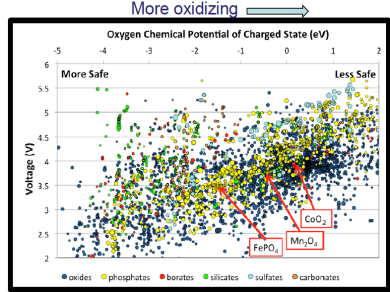 More oxidizing
Oxygen Chemical Potential of Charged State (eV)
-5 -4 -3 -2 -1 0 1 2
More Safe Less Safe
6
5.5
5
4.5
4
3.5
3
2.5
2
Voltage (V)
CoO2
FePO4 Mn2O4
oxides phosphates borates silicates sulfates carbonates